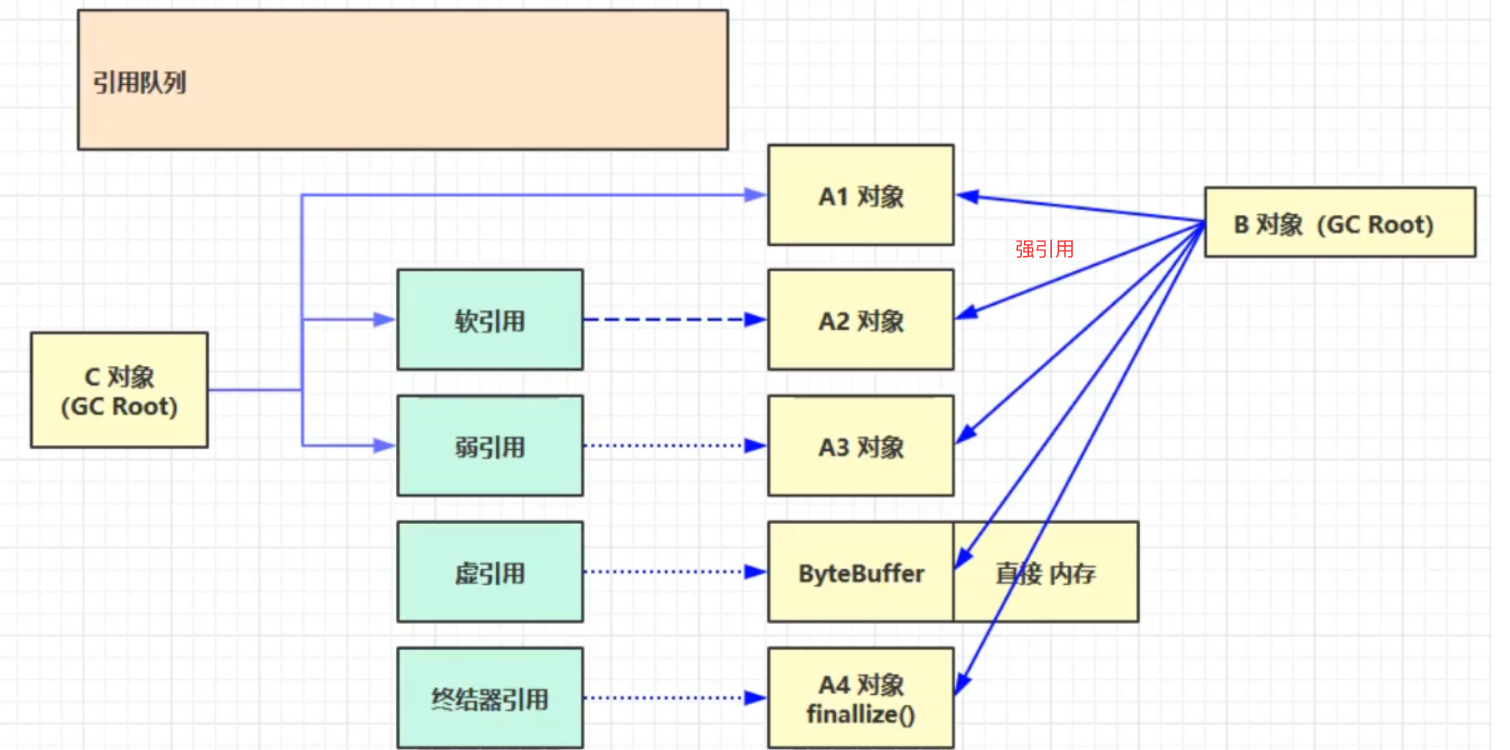 引用队列
A1 对象
B 对象 (GC Root)
强引用
软引用
A2 对象
C 对象
(GC Root)
弱引用
A3 对象
虚引用
ByteBuffer
直接 内存
终结器引用
A4 对象
finallize()